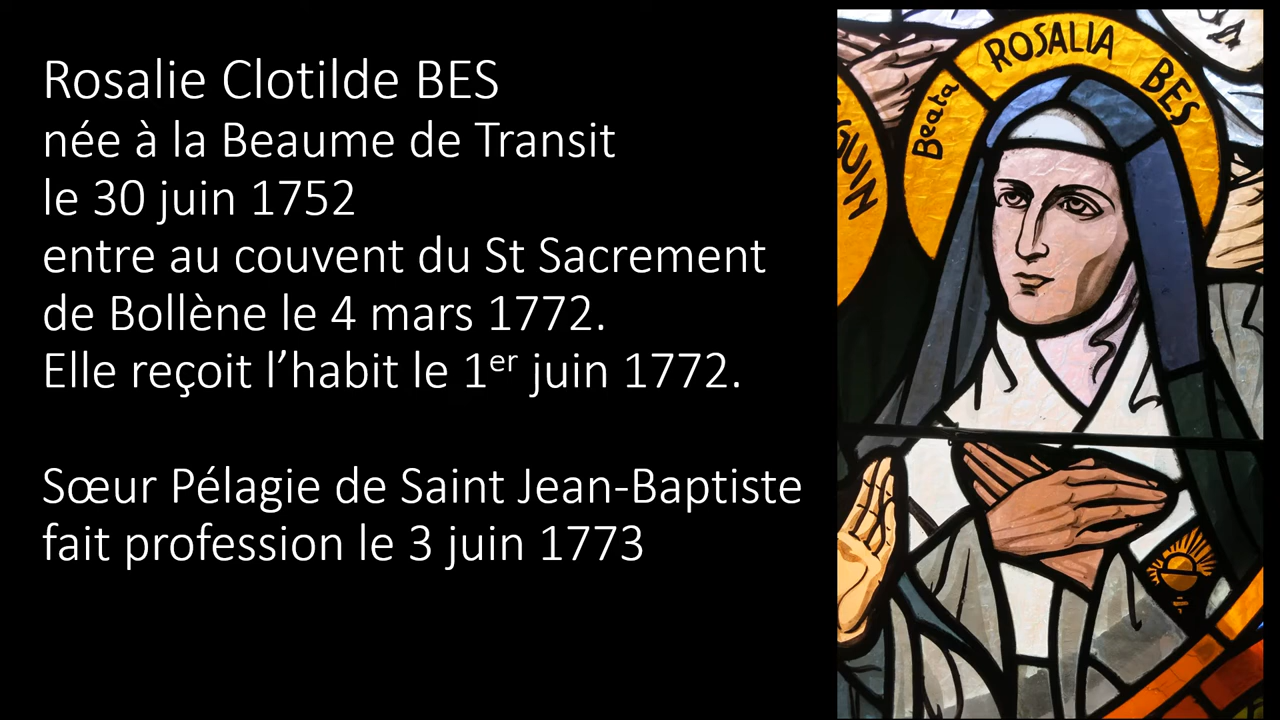 Rosalie Clotilde BES
née à la Beaume de Transit
le 30 juin 1752
entre au couvent du St Sacrement
de Bollène le 4 mars 1772.
Elle reçoit l’habit le 1er juin 1772.
Sœur Pélagie de Saint Jean-Baptiste
fait profession le 3 juin 1773
GUIN
Beata ROSALIA BES